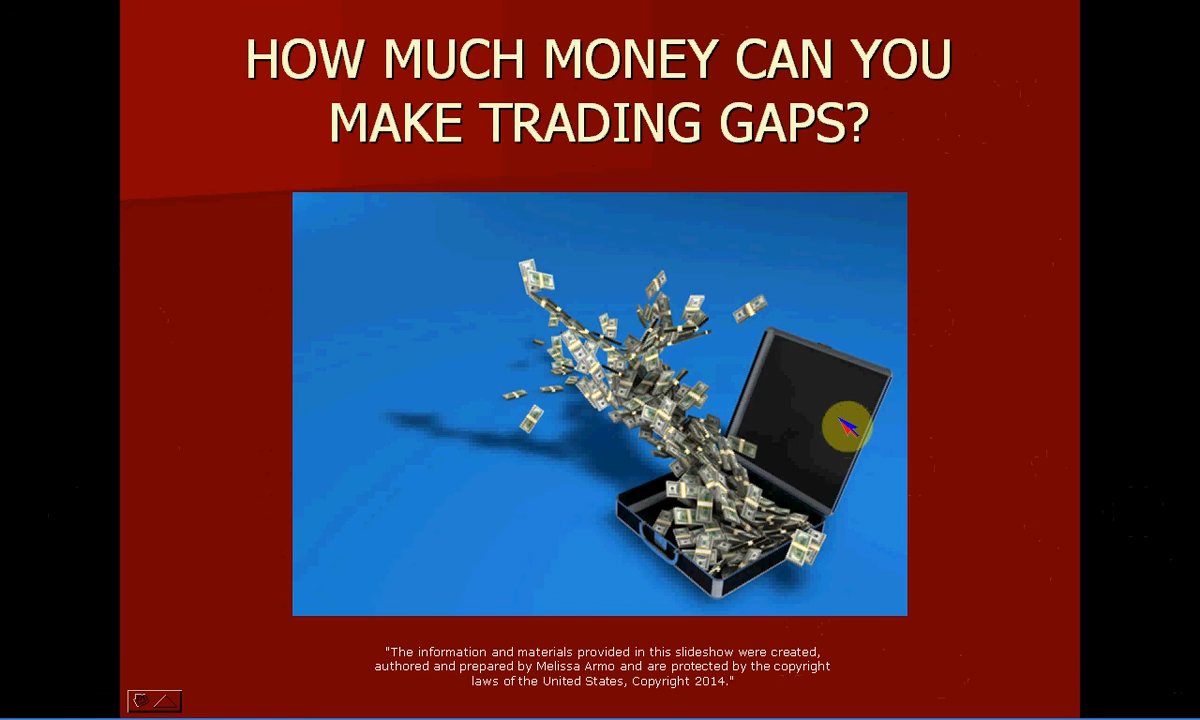 HOW MUCH MONEY CAN YOU
MAKE TRADING GAPS?
"The information and materials provided in this slideshow were created,
authored and prepared by Melissa Armo and are protected by the copyright
laws of the United States, Copyright 2014."